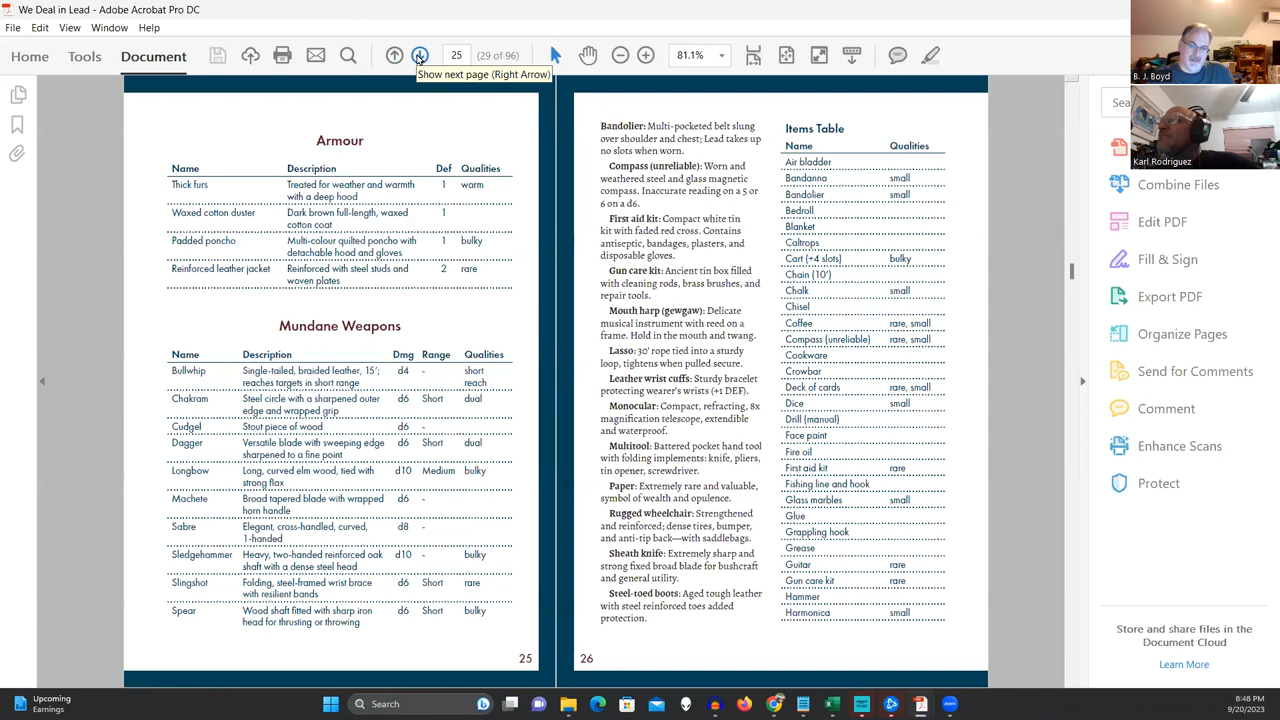 We Deal in Lead - Adobe Acrobat Pro DC
File Edit View Window Help
Home Tools Document
25 (29 of 96)
81.1%
Show next page (Right Arrow)
B. J. Boyd
Karl Rodriguez
Sea
Combine Files
Edit PDF
Fill & Sign
Export PDF
Organize Pages
Send for Comments
Comment
Enhance Scans
Protect
Store and share files in the
Document Cloud
Learn More
Armour
Name Description Def Qualities
Thick furs Treated for weather and warmth 1 warm
with a deep hood
Waxed cotton duster Dark brown full-length, waxed 1
cotton coat
Padded poncho Multi-colour quilted poncho with 1 bulky
detachable hood and gloves
Reinforced leather jacket Reinforced with steel studs and 2 rare
woven plates
Mundane Weapons
Name Description Dmg Range Qualities
Bullwhip Single-tailed, braided leather, 15'; d4 - short
reaches targets in short range reach
Chakram Steel circle with a sharpened outer d6 Short dual
edge and wrapped grip
Cudgel Stout piece of wood d6 -
Dagger Versatile blade with sweeping edge d6 Short dual
sharpened to a fine point
Longbow Long, curved elm wood, tied with d10 Medium bulky
strong flax
Machete Broad tapered blade with wrapped d6 -
horn handle
Sabre Elegant, cross-handled, curved, d8 -
1-handed
Sledgehammer Heavy, two-handed reinforced oak d10 - bulky
shaft with a dense steel head
Slingshot Folding, steel-framed wrist brace d6 Short rare
with resilient bands
Spear Wood shaft fitted with sharp iron d6 Short bulky
head for thrusting or throwing
25
Bandolier: Multi-pocketed belt slung
over shoulder and chest; Lead takes up
no slots when worn.
Compass (unreliable): Worn and
weathered steel and glass magnetic
compass. Inaccurate reading on a 5 or
6 on a d6.
First aid kit: Compact white tin
kit with faded red cross. Contains
antiseptic, bandages, plasters, and
disposable gloves.
Gun care kit: Ancient tin box filled
with cleaning rods, brass brushes, and
repair tools.
Mouth harp (gewgaw): Delicate
musical instrument with reed on a
frame. Hold in the mouth and twang.
Lasso: 30' rope tied into a sturdy
loop, tightens when pulled secure.
Leather wrist cuffs: Sturdy bracelet
protecting wearer's wrists (+1 DEF).
Monocular: Compact, refracting, 8x
magnification telescope, extendible
and waterproof.
Multitool: Battered pocket hand tool
with folding implements: knife, pliers,
tin opener, screwdriver.
Paper: Extremely rare and valuable,
symbol of wealth and opulence.
Rugged wheelchair: Strengthened
and reinforced; dense tires, bumper,
and anti-tip back—with saddlebags.
Sheath knife: Extremely sharp and
strong fixed broad blade for bushcraft
and general utility.
Steel-toed boots: Aged tough leather
with steel reinforced toes added
protection.
26
Items Table
Name Qualities
Air bladder
Bandanna small
Bandolier small
Bedroll
Blanket
Caltrops
Cart (+4 slots) bulky
Chain (10')
Chalk small
Chisel
Coffee rare, small
Compass (unreliable) rare, small
Cookware
Crowbar
Deck of cards rare, small
Dice small
Drill (manual)
Face paint
Fire oil
First aid kit rare
Fishing line and hook
Glass marbles small
Glue
Grappling hook
Grease
Guitar rare
Gun care kit rare
Hammer
Harmonica small
Upcoming
Earnings
Search
8:48 PM
9/20/2023